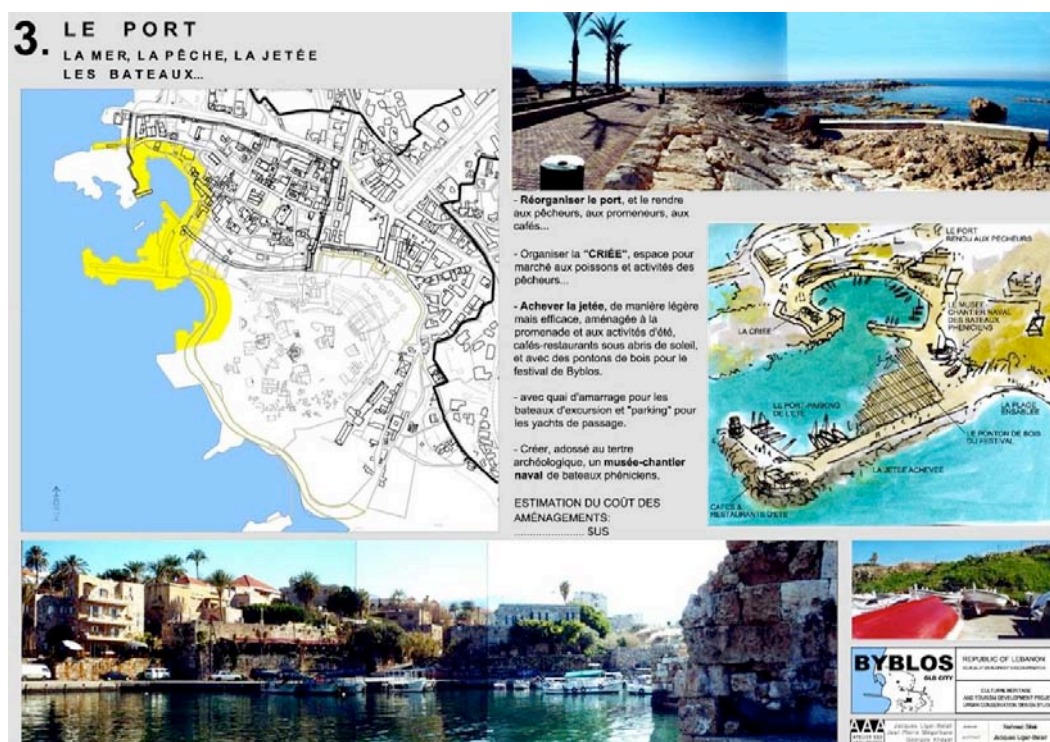 3. LE PORT
LA MER, LA PÊCHE, LA JETÉE
LES BATEAUX...
- Réorganiser le port, et le rendre
aux pêcheurs, aux promeneurs, aux
cafés...
- Organiser la "CRIÉE", espace pour
marché aux poissons et activités des
pêcheurs...
- Achever la jetée, de manière légère
mais efficace, aménagée à la
promenade et aux activités d'été,
cafés-restaurants sous abris de soleil,
et avec des pontons de bois pour le
festival de Byblos.
- avec quai d'amarrage pour les
bateaux d'excursion et "parking" pour
les yachts de passage.
- Créer, adossé au tertre
archéologique, un musée-chantier
naval de bateaux phéniciens.
ESTIMATION DU COÛT DES
AMÉNAGEMENTS:
........................ $US
LE PORT
RENDU AUX PÊCHEURS
LA CRIÉE
LE MUSÉE
CHANTIER NAVAL
DES BATEAUX
PHÉNICIENS
LE PORT-PARKING
DE L'ÉTÉ
LA PLAGE
ENSABLÉE
LE PONTON DE BOIS
DU FESTIVAL
LA JETÉE ACHEVÉE
CAFÉS &
RESTAURANTS D'ÉTÉ
BYBLOS
OLD CITY
REPUBLIC OF LEBANON
CULTURAL HERITAGE
AND TOURISM DEVELOPMENT PROJECT
URBAN CONSERVATION DESIGN STUDIES
AAA
Jacques Liger-Belair
Jean Pierre Megarbane
Georges Khayat
Jacques Liger-Belair